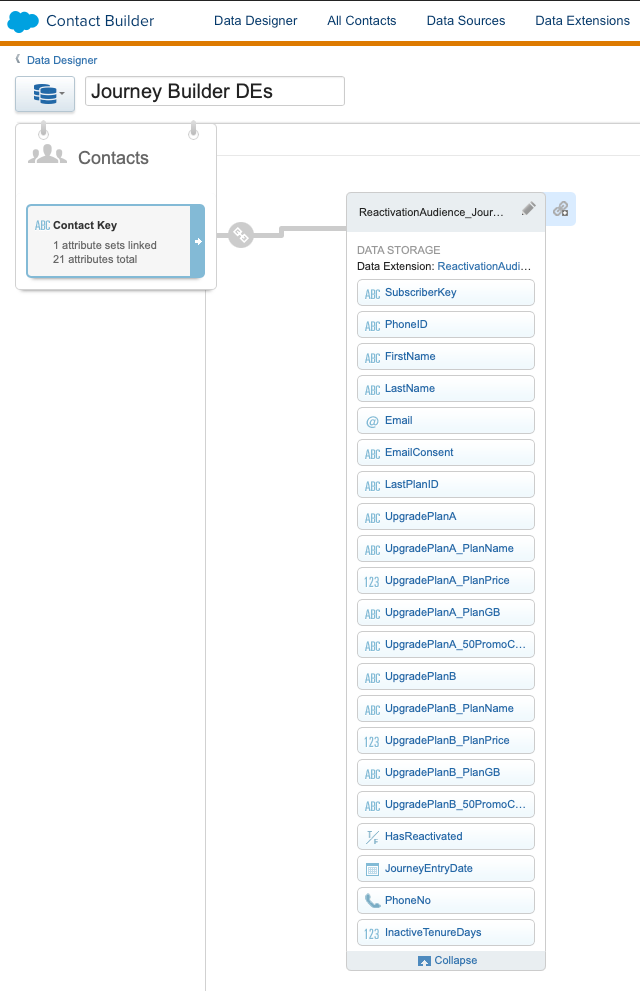 Contact Builder
Data Designer
All Contacts
Data Sources
Data Extensions
Data Designer
Journey Builder DEs
Contacts
ABC Contact Key
1 attribute sets linked
21 attributes total
ReactivationAudience_Jour...
DATA STORAGE
Data Extension: ReactivationAudi...
ABC SubscriberKey
ABC PhoneID
ABC FirstName
ABC LastName
@ Email
ABC EmailConsent
ABC LastPlanID
ABC UpgradePlanA
ABC UpgradePlanA_PlanName
123 UpgradePlanA_PlanPrice
ABC UpgradePlanA_PlanGB
ABC UpgradePlanA_50PromoC...
ABC UpgradePlanB
ABC UpgradePlanB_PlanName
123 UpgradePlanB_PlanPrice
ABC UpgradePlanB_PlanGB
ABC UpgradePlanB_50PromoC...
T/F HasReactivated
JourneyEntryDate
PhoneNo
123 InactiveTenureDays
Collapse